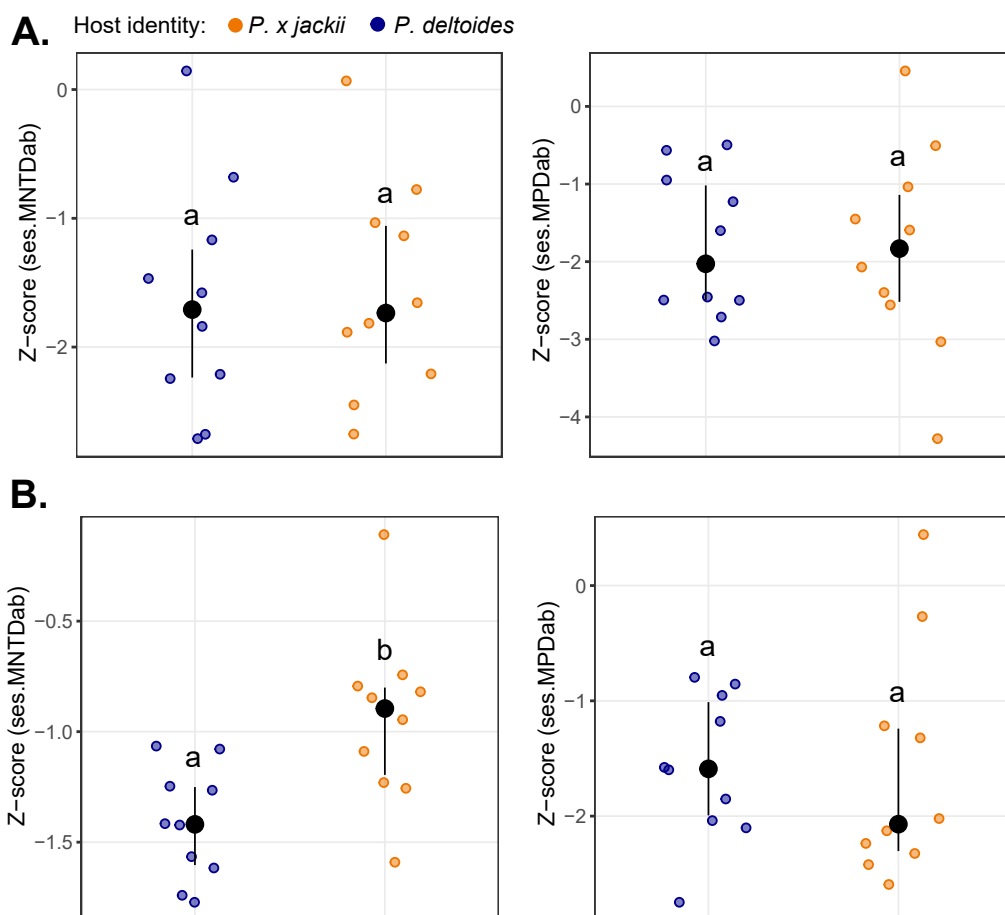 A. Host identity: P. x jackii P. deltoides
Z−score (ses.MNTDab)
0
−1
−2
a
a
Z−score (ses.MPDab)
0
−1
−2
−3
−4
a
a
B.
Z−score (ses.MNTDab)
−0.5
−1.0
−1.5
a
b
Z−score (ses.MPDab)
0
−1
−2
a
a